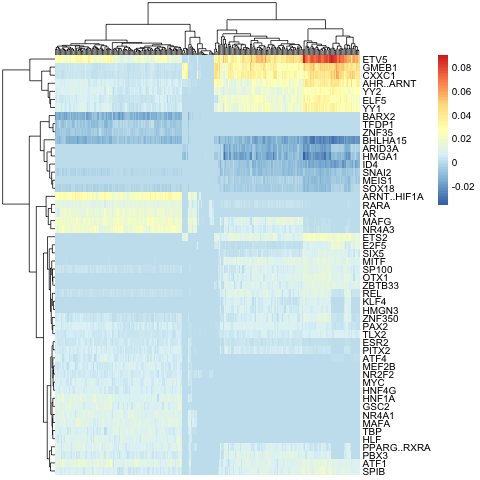 ETV5
GMEB1
CXXC1
AHR..ARNT
YY2
ELF5
YY1
BARX2
TFDP1
ZNF35
BHLHA15
ARID3A
HMGA1
ID4
SNAI2
MEIS1
SOX18
ARNT..HIF1A
RARA
AR
MAFG
NR4A3
ETS2
E2F5
SIX5
MITF
SP100
OTX1
ZBTB33
REL
KLF4
HMGN3
ZNF350
PAX2
TLX2
ESR2
PITX2
ATF4
MEF2B
NR2F2
MYC
HNF4G
HNF1A
GSC2
NR4A1
MAFA
TBP
HLF
PPARG..RXRA
PBX3
ATF1
SPIB
0.08
0.06
0.04
0.02
0
-0.02